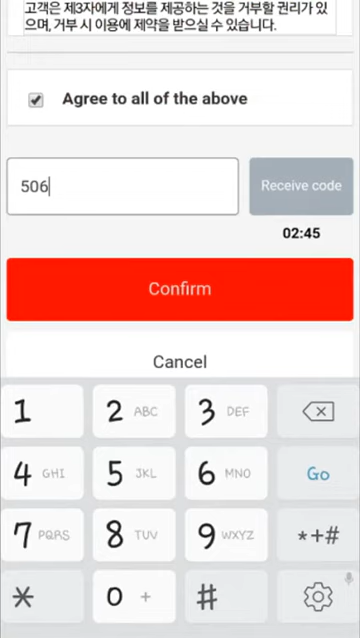 고객은 제3자에게 정보를 제공하는 것을 거부할 권리가 있
으며, 거부 시 이용에 제약을 받으실 수 있습니다.
Agree to all of the above
506
Receive code
02:45
Confirm
Cancel
1 2 ABC 3 DEF
4 GHI 5 JKL 6 MNO Go
7 PQRS 8 TUV 9 WXYZ *+#
* 0 + #